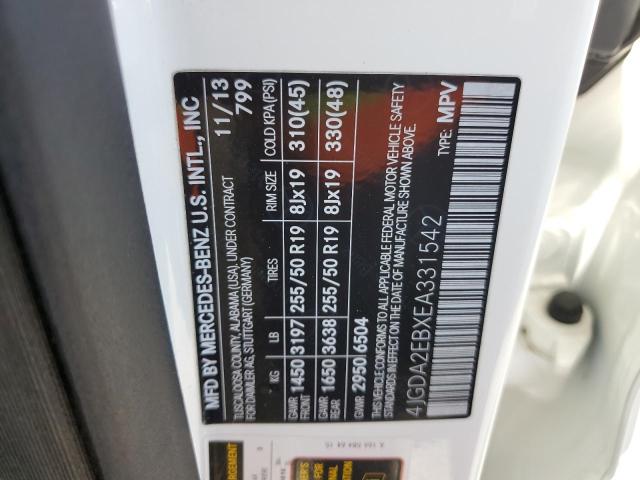 MFD BY MERCEDES-BENZ U.S. INTL., INC
TUSCALOOSA COUNTY, ALABAMA (USA), UNDER CONTRACT
FOR DAIMLER AG, STUTTGART (GERMANY)
11/13
799
KG LB TIRES RIM SIZE COLD KPA (PSI)
GAWR FRONT 1450 3197 255/50 R19 8Jx19 310(45)
GAWR REAR 1650 3638 255/50 R19 8Jx19 330(48)
GVWR 2950 6504
THIS VEHICLE CONFORMS TO ALL APPLICABLE FEDERAL MOTOR VEHICLE SAFETY
STANDARDS IN EFFECT ON THE DATE OF MANUFACTURE SHOWN ABOVE.
4JGDA2EBXEA331542
TYPE: MPV